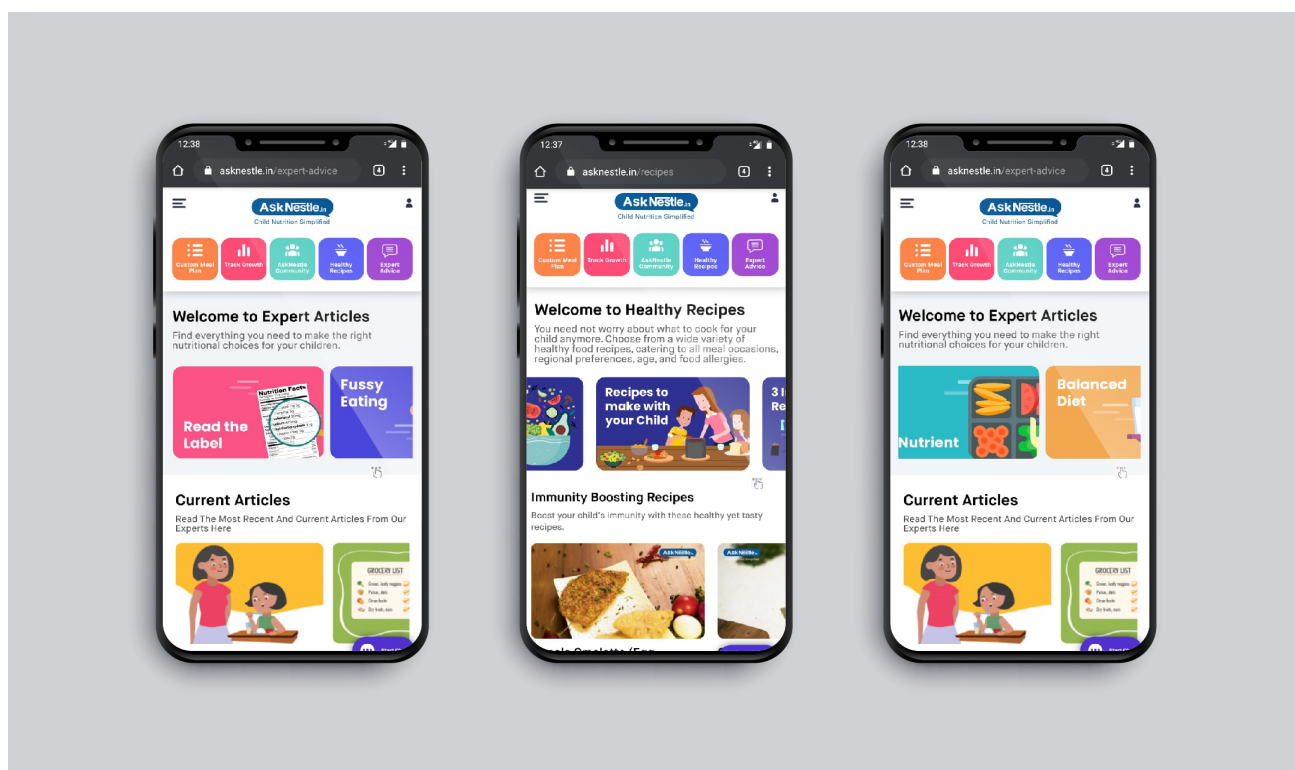 12:38
asknestle.in/expert-advice
4
AskNestle.in
Child Nutrition Simplified
Custom Meal
Plan
Track Growth
AskNestle
Community
Healthy
Recipes
Expert
Advice
Welcome to Expert Articles
Find everything you need to make the right
nutritional choices for your children.
Read the
Label
Nutrition Facts
Fussy
Eating
Current Articles
Read The Most Recent And Current Articles From Our
Experts Here
GROCERY LIST
12:37
asknestle.in/recipes
4
AskNestle.in
Child Nutrition Simplified
Custom Meal
Plan
Track Growth
AskNestle
Community
Healthy
Recipes
Expert
Advice
Welcome to Healthy Recipes
You need not worry about what to cook for your
child anymore. Choose from a wide variety of
healthy food recipes, catering to all meal occasions,
regional preferences, age, and food allergies.
Recipes to
make with
your Child
3 I
Re
Immunity Boosting Recipes
Boost your child's immunity with these healthy yet tasty
recipes.
AskNestle.in
AskNestle.in
12:38
asknestle.in/expert-advice
4
AskNestle.in
Child Nutrition Simplified
Custom Meal
Plan
Track Growth
AskNestle
Community
Healthy
Recipes
Expert
Advice
Welcome to Expert Articles
Find everything you need to make the right
nutritional choices for your children.
Nutrient
Balanced
Diet
Current Articles
Read The Most Recent And Current Articles From Our
Experts Here
GROCERY LIST